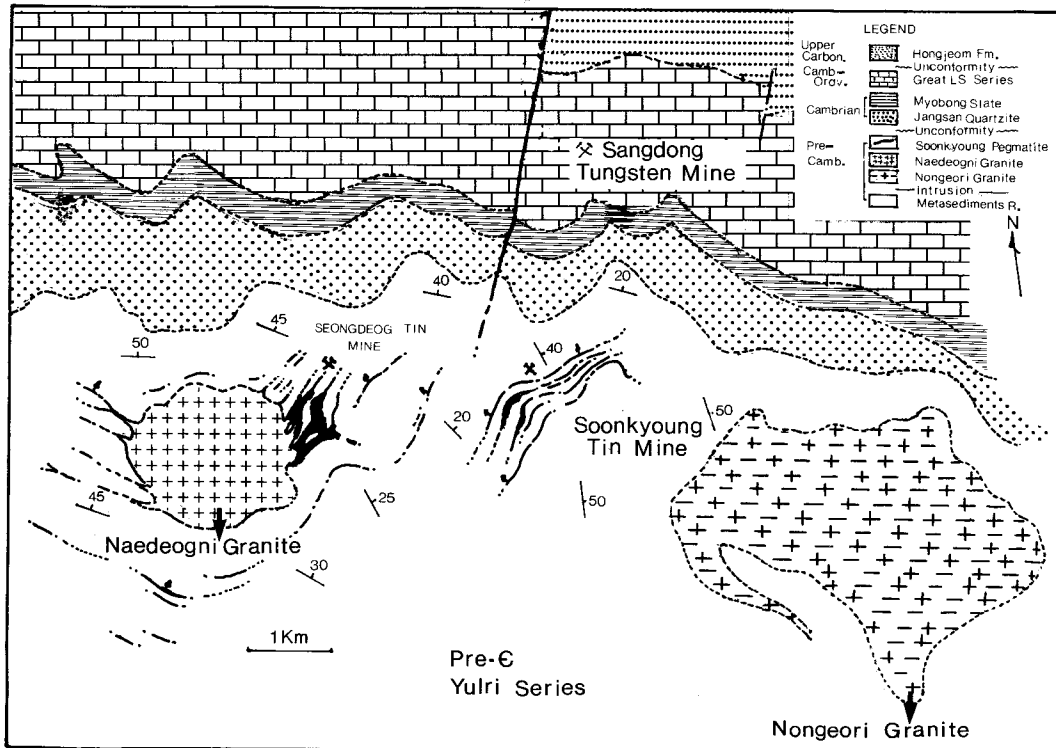 LEGEND
Upper
Carbon.
Hongjeom Fm.
Unconformity
Camb-
Orav.
Great LS Series
Cambrian
Myobong Slate
Jangsan Quartzite
Unconformity
Pre-
Camb.
Soonkyoung Pegmatite
Naedeogni Granite
Nongeori Granite
Intrusion
Metasediments R.
N
Sangdong
Tungsten Mine
20
40
45
SEONGDEOG TIN
MINE
50
40
20
50
Soonkyoung
Tin Mine
45
25
50
Naedeogni Granite
30
1Km
Pre-Є
Yulri Series
Nongeori Granite